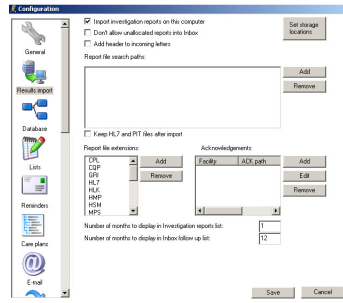 Configuration
Import investigation reports on this computer
Don't allow unallocated reports into Inbox
Add header to incoming letters
Set storage
locations
Report file search paths:
Add
Remove
Keep HL7 and PIT files after import
Report file extensions:
CPL
CQP
GRI
HL7
HLK
HMP
HSM
MPS
Add
Remove
Acknowledgements:
Facility ACK path
Add
Edit
Remove
Number of months to display in Investigation reports list: 1
Number of months to display in Inbox follow up list: 12
Save Cancel
General
Results import
Database
Lists
Reminders
Care plans
E-mail